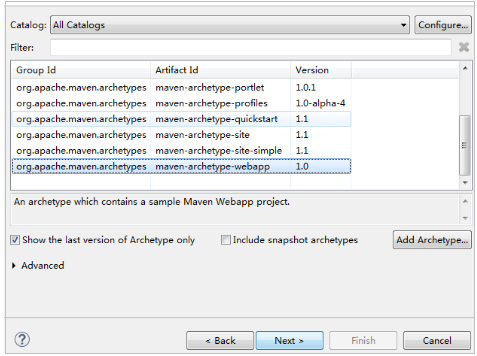 Catalog: All Catalogs Configure...
Filter:
Group Id Artifact Id Version
org.apache.maven.archetypes maven-archetype-portlet 1.0.1
org.apache.maven.archetypes maven-archetype-profiles 1.0-alpha-4
org.apache.maven.archetypes maven-archetype-quickstart 1.1
org.apache.maven.archetypes maven-archetype-site 1.1
org.apache.maven.archetypes maven-archetype-site-simple 1.1
org.apache.maven.archetypes maven-archetype-webapp 1.0
An archetype which contains a sample Maven Webapp project.
Show the last version of Archetype only Include snapshot archetypes Add Archetype...
Advanced
? < Back Next > Finish Cancel